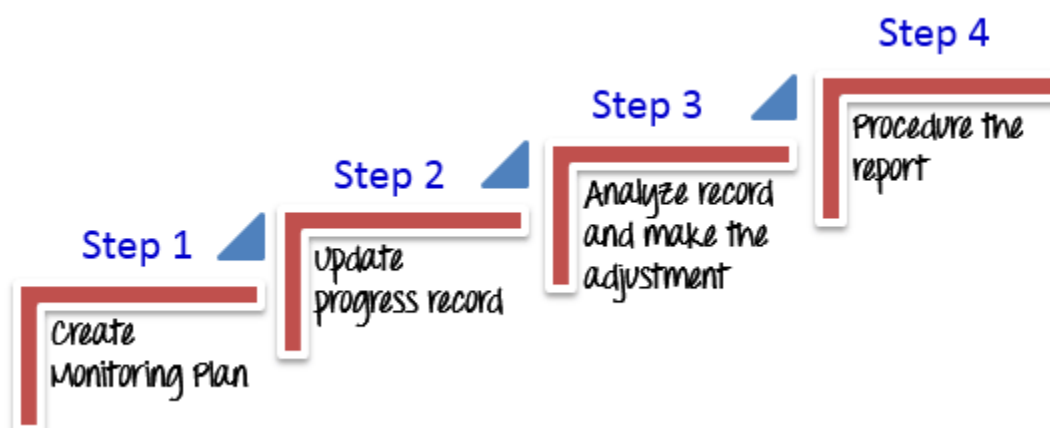 Step 1
Create
Monitoring Plan
Step 2
Update
progress record
Step 3
Analyze record
and make the
adjustment
Step 4
Procedure the
report